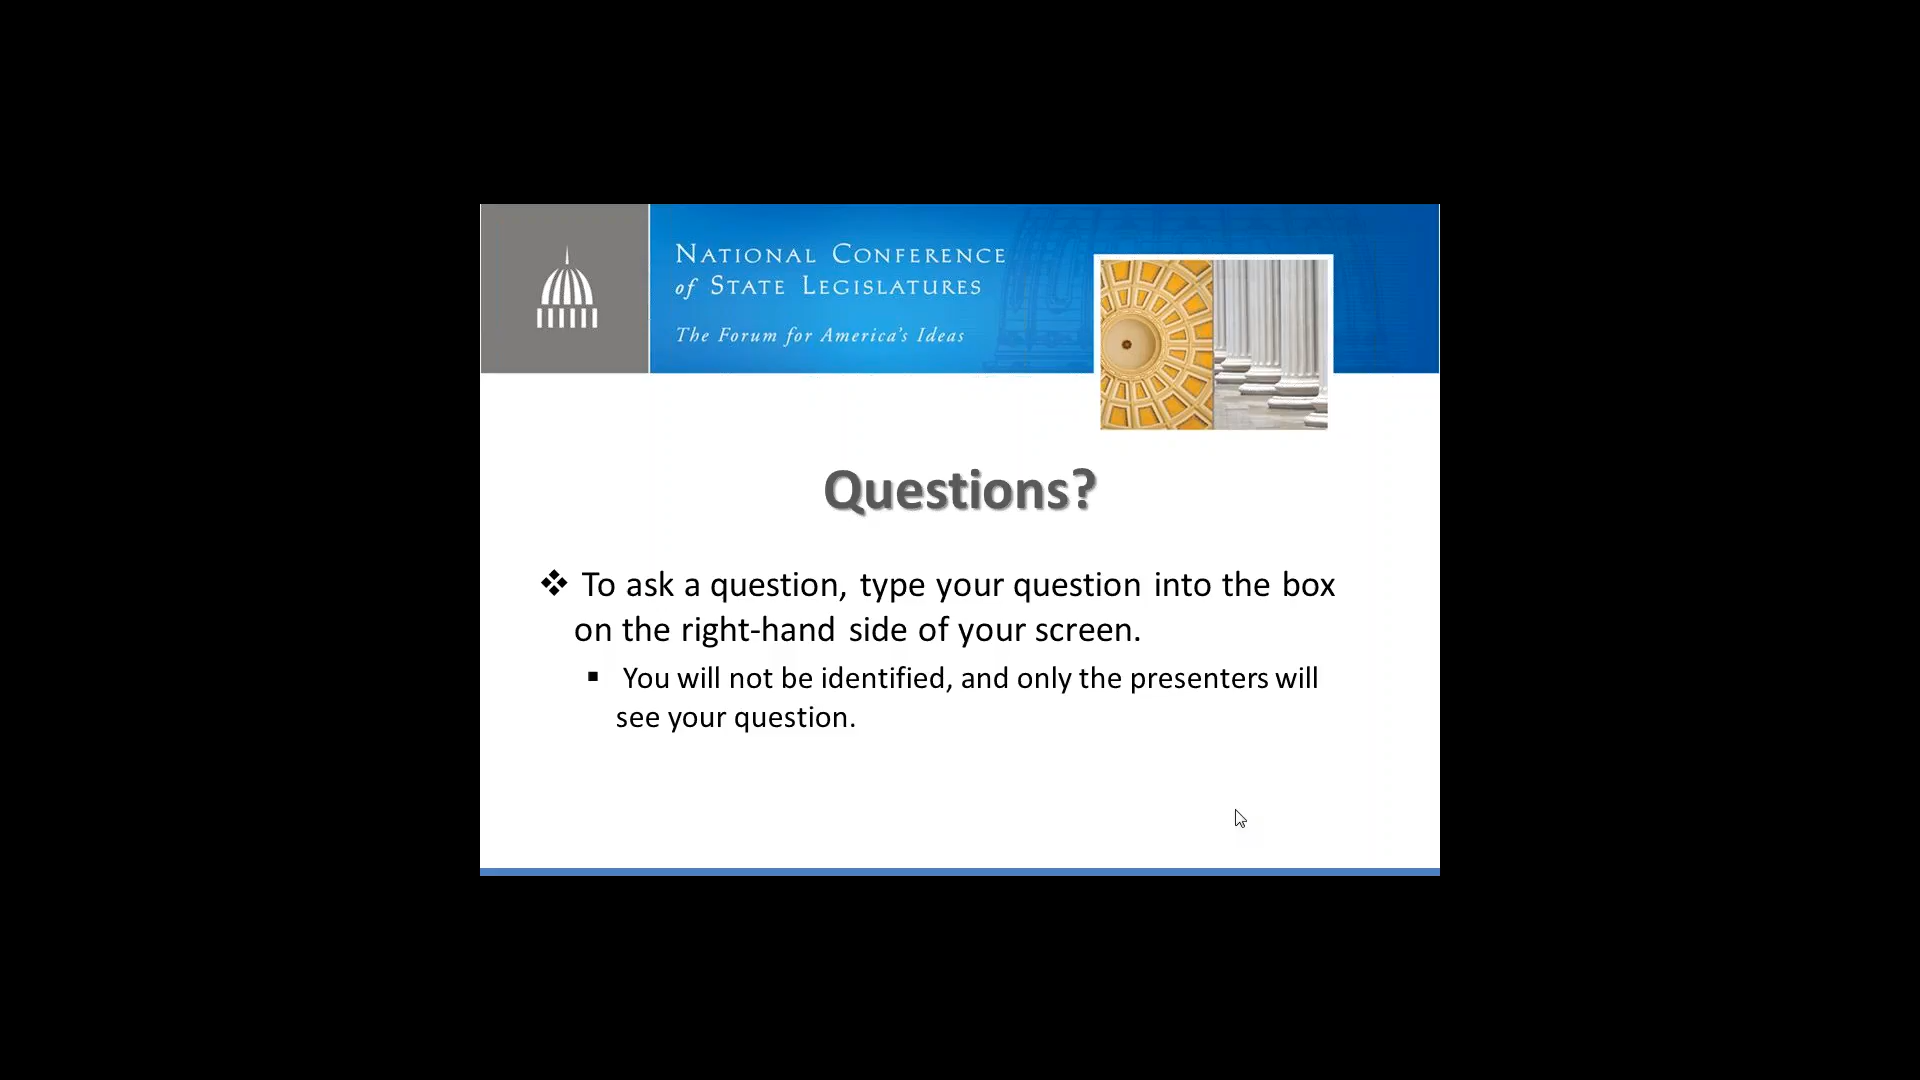 NATIONAL CONFERENCE
of STATE LEGISLATURES
The Forum for America's Ideas
Questions?
❖ To ask a question, type your question into the box
on the right-hand side of your screen.
▪ You will not be identified, and only the presenters will
see your question.